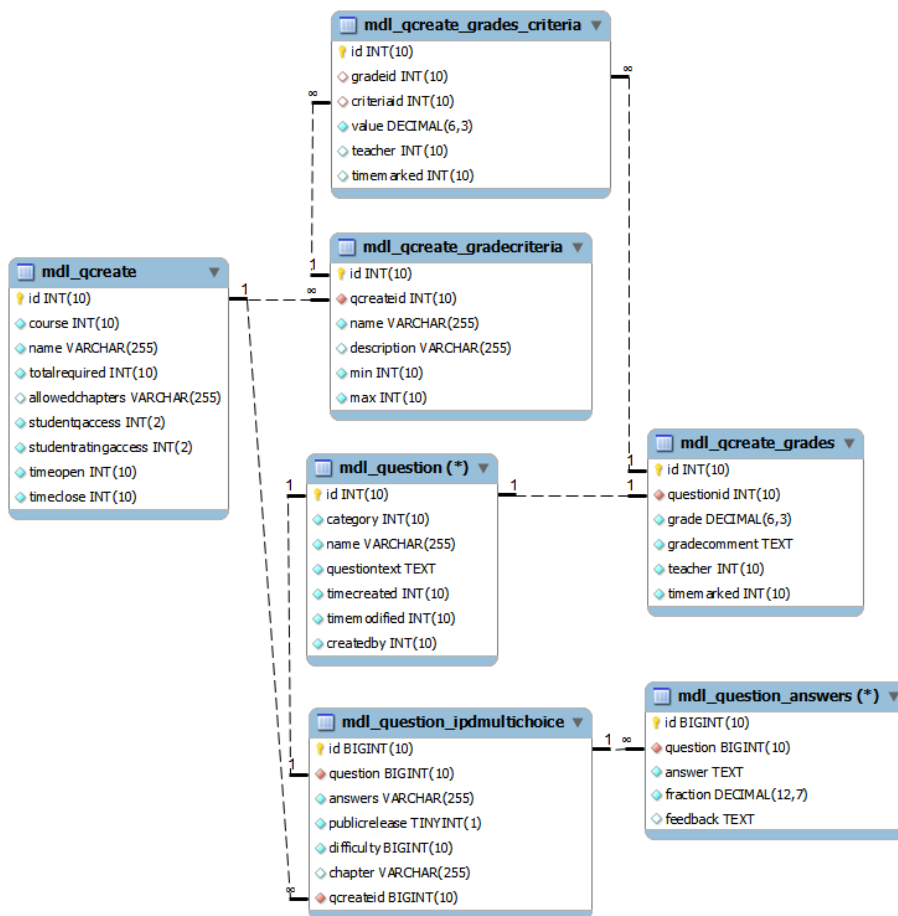 mdl_qcreate_grades_criteria
id INT(10)
gradeid INT(10)
criteriaid INT(10)
value DECIMAL(6,3)
teacher INT(10)
timemarked INT(10)
∞
∞
mdl_qcreate_gradecriteria
id INT(10)
qcreateid INT(10)
name VARCHAR(255)
description VARCHAR(255)
min INT(10)
max INT(10)
1
∞
mdl_qcreate
id INT(10)
course INT(10)
name VARCHAR(255)
totalrequired INT(10)
allowedchapters VARCHAR(255)
studentqaccess INT(2)
studentratingaccess INT(2)
timeopen INT(10)
timeclose INT(10)
1
mdl_question (*)
id INT(10)
category INT(10)
name VARCHAR(255)
questiontext TEXT
timecreated INT(10)
timemodified INT(10)
createdby INT(10)
1
1
mdl_qcreate_grades
id INT(10)
questionid INT(10)
grade DECIMAL(6,3)
gradecomment TEXT
teacher INT(10)
timemarked INT(10)
1
1
mdl_question_ipdmultichoice
id BIGINT(10)
question BIGINT(10)
answers VARCHAR(255)
publicrelease TINYINT(1)
difficulty BIGINT(10)
chapter VARCHAR(255)
qcreateid BIGINT(10)
1
∞
1
∞
mdl_question_answers (*)
id BIGINT(10)
question BIGINT(10)
answer TEXT
fraction DECIMAL(12,7)
feedback TEXT